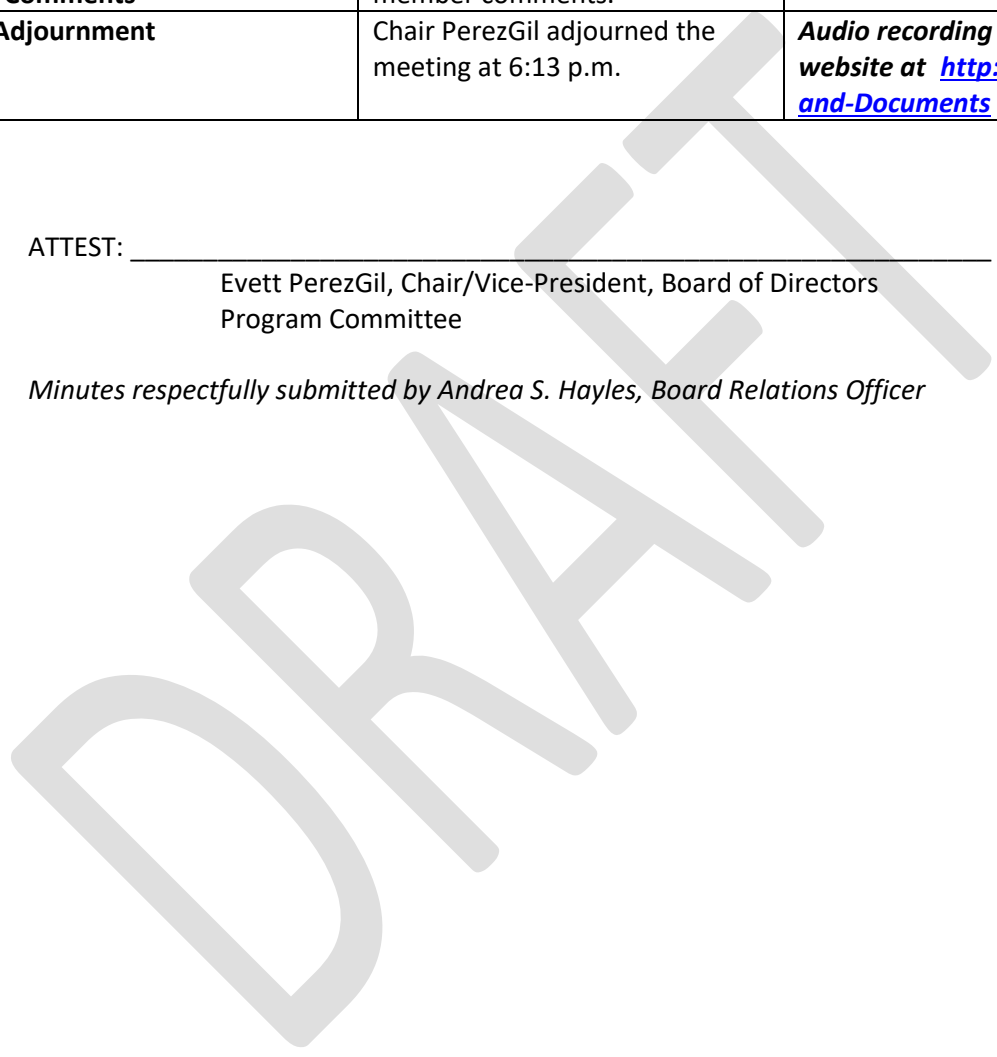 Comments
member comments.
Adjournment
Chair PerezGil adjourned the
meeting at 6:13 p.m.
Audio recording
website at http:
and-Documents
ATTEST: ______________________________________________________________
Evett PerezGil, Chair/Vice-President, Board of Directors
Program Committee
Minutes respectfully submitted by Andrea S. Hayles, Board Relations Officer
DRAFT